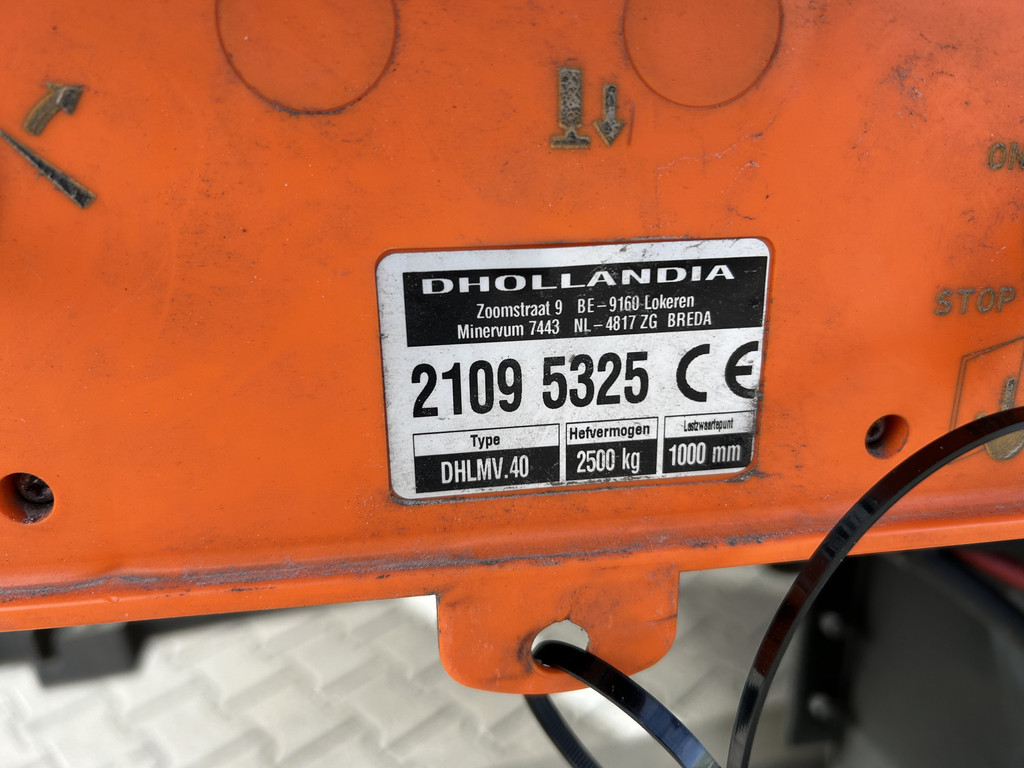 ON
STOP
DHOLLANDIA
Zoomstraat 9 BE-9160 Lokeren
Minervum 7443 NL-4817 ZG BREDA
2109 5325 CE
Type Hefvermogen Lastzwaartepunt
DHLMV.40 2500 kg 1000 mm